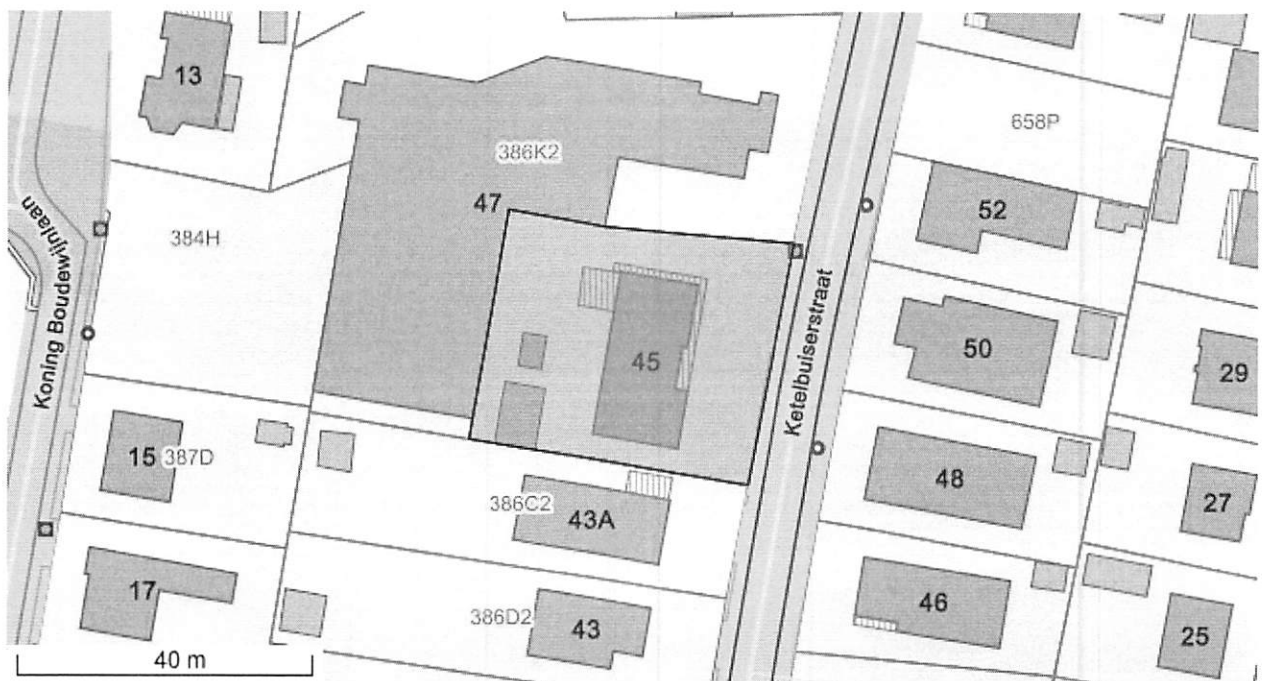 13
386K2
658P
47
52
384H
Koning Boudewijnlaan
45
Ketelbuiserstraat
50
29
15
387D
48
27
386C2
43A
17
46
386D2
43
25
40 m